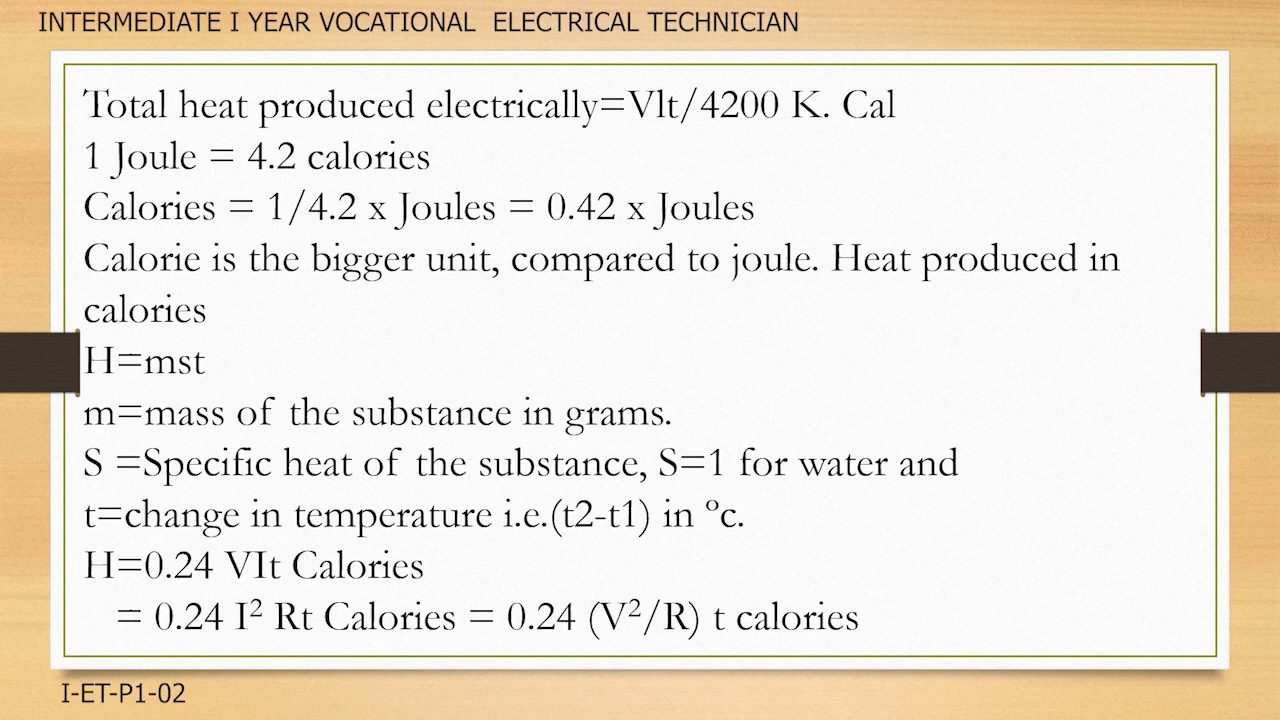 INTERMEDIATE I YEAR VOCATIONAL ELECTRICAL TECHNICIAN
Total heat produced electrically=Vlt/4200 K. Cal
1 Joule = 4.2 calories
Calories = 1/4.2 x Joules = 0.42 x Joules
Calorie is the bigger unit, compared to joule. Heat produced in
calories
H=mst
m=mass of the substance in grams.
S =Specific heat of the substance, S=1 for water and
t=change in temperature i.e.(t2-t1) in ºc.
H=0.24 VIt Calories
= 0.24 I² Rt Calories = 0.24 (V²/R) t calories
I-ET-P1-02